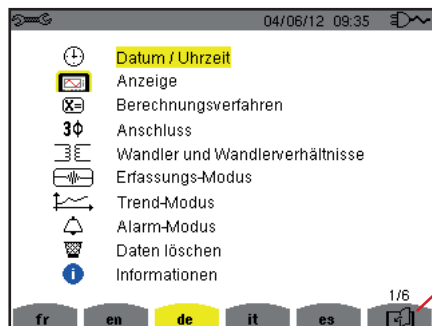 04/06/12 09:35
Datum / Uhrzeit
Anzeige
X= Berechnungsverfahren
3Φ Anschluss
Wandler und Wandlerverhältnisse
Erfassungs-Modus
Trend-Modus
Alarm-Modus
Daten löschen
i Informationen
1/6
fr en de it es